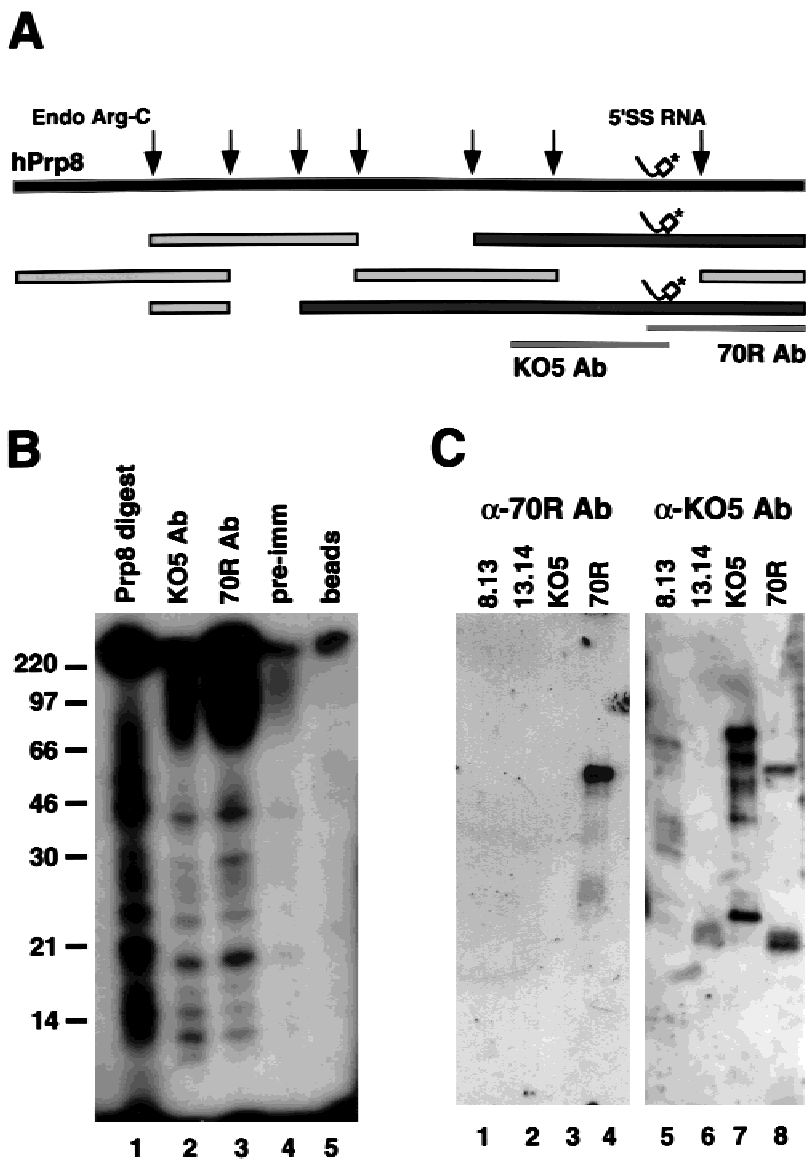 A
Endo Arg-C
5'SS RNA
hPrp8
*
*
*
70R Ab
KO5 Ab
B
C
Prp8 digest
KO5 Ab
70R Ab
pre-imm
beads
α-70R Ab
α-KO5 Ab
8.13
13.14
KO5
70R
8.13
13.14
KO5
70R
220
97
66
46
30
21
14
1 2 3 4 5
1 2 3 4
5 6 7 8